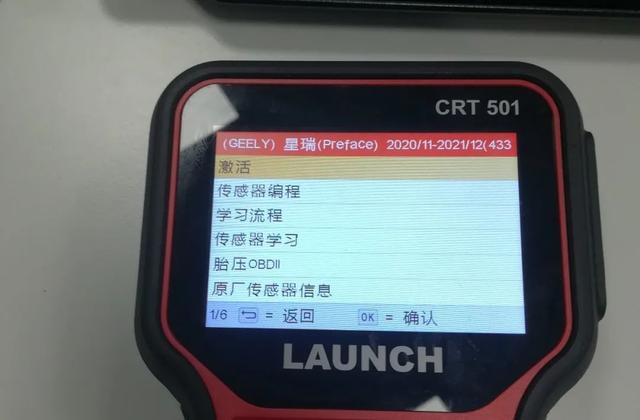 CRT 501
(GEELY) 星瑞(Preface) 2020/11-2021/12(433
激活
传感器编程
学习流程
传感器学习
胎压OBDII
原厂传感器信息
1/6 = 返回 OK = 确认
LAUNCH